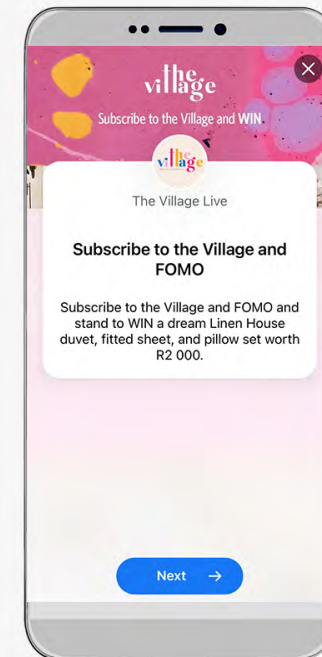 the
village
Subscribe to the Village and WIN.
the
village
The Village Live
Subscribe to the Village and
FOMO
Subscribe to the Village and FOMO and
stand to WIN a dream Linen House
duvet, fitted sheet, and pillow set worth
R2 000.
Next